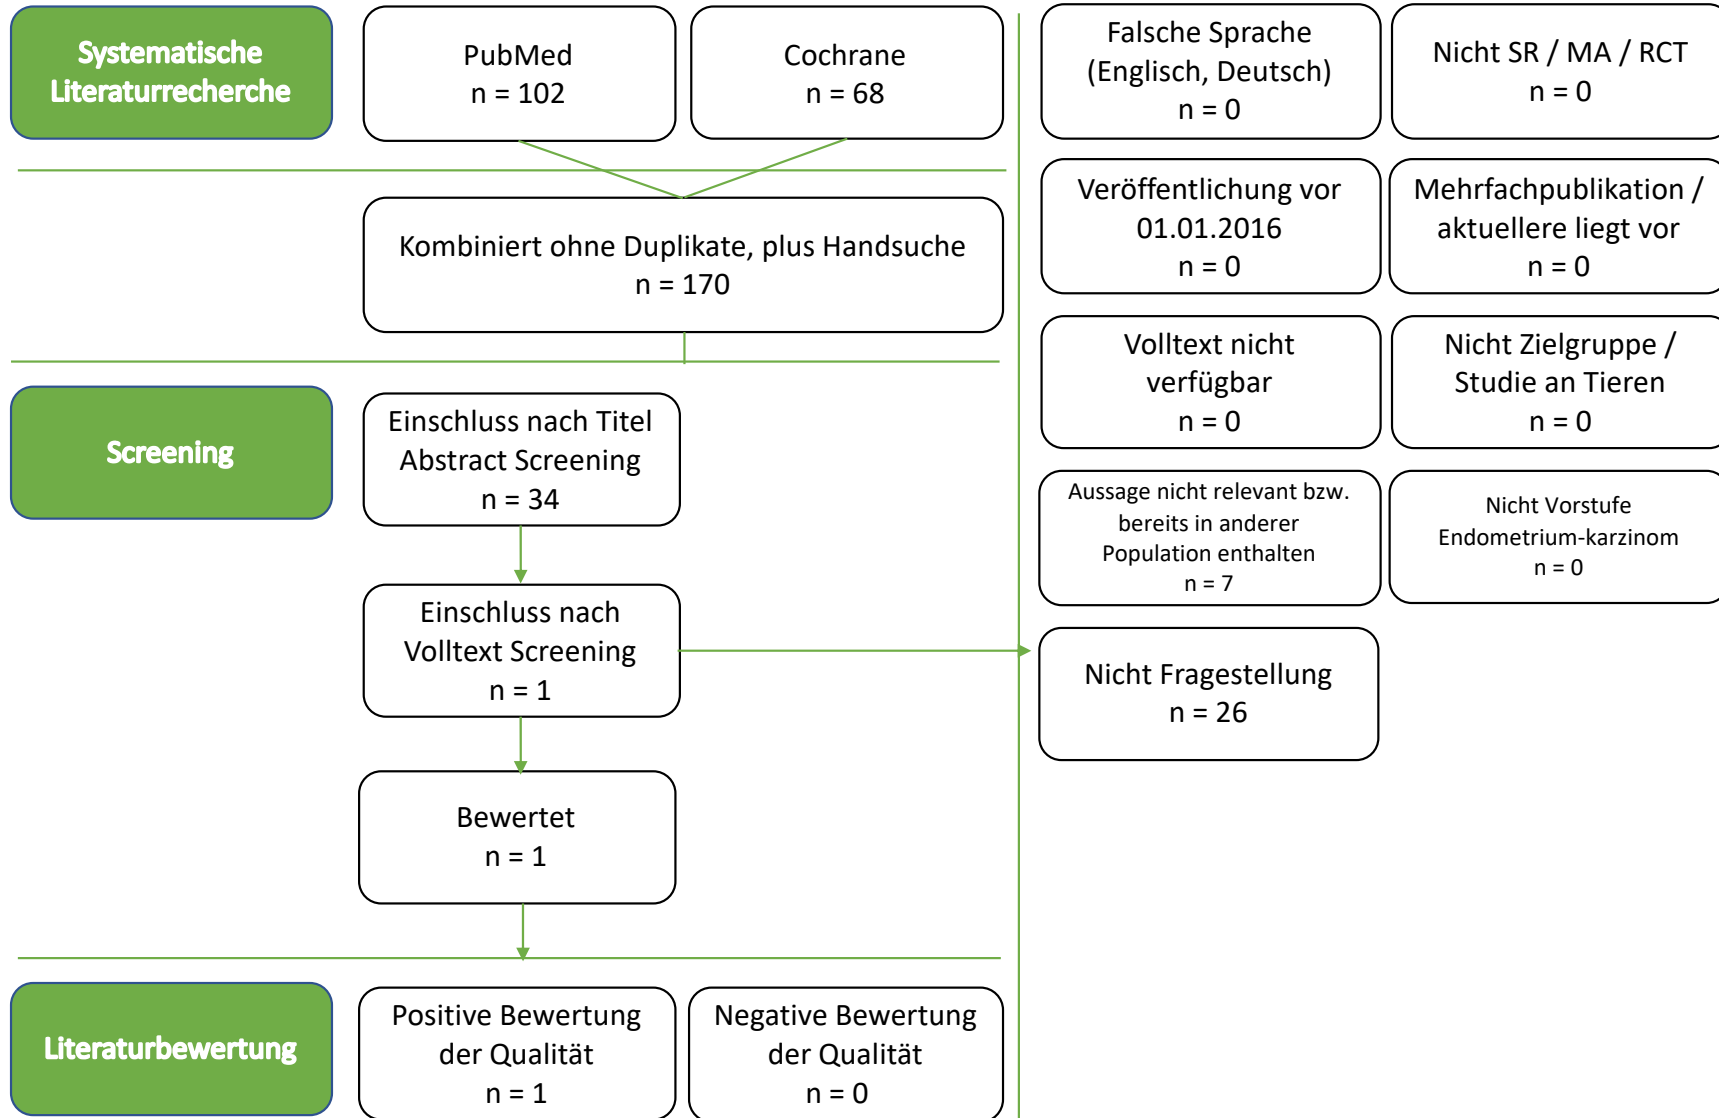 Systematische
Literaturrecherche
PubMed
n = 102
Cochrane
n = 68
Kombiniert ohne Duplikate, plus Handsuche
n = 170
Screening
Einschluss nach Titel
Abstract Screening
n = 34
Einschluss nach
Volltext Screening
n = 1
Bewertet
n = 1
Literaturbewertung
Positive Bewertung
der Qualität
n = 1
Negative Bewertung
der Qualität
n = 0
Falsche Sprache
(Englisch, Deutsch)
n = 0
Nicht SR / MA / RCT
n = 0
Veröffentlichung vor
01.01.2016
n = 0
Mehrfachpublikation /
aktuellere liegt vor
n = 0
Volltext nicht
verfügbar
n = 0
Nicht Zielgruppe /
Studie an Tieren
n = 0
Aussage nicht relevant bzw.
bereits in anderer
Population enthalten
n = 7
Nicht Vorstufe
Endometrium-karzinom
n = 0
Nicht Fragestellung
n = 26